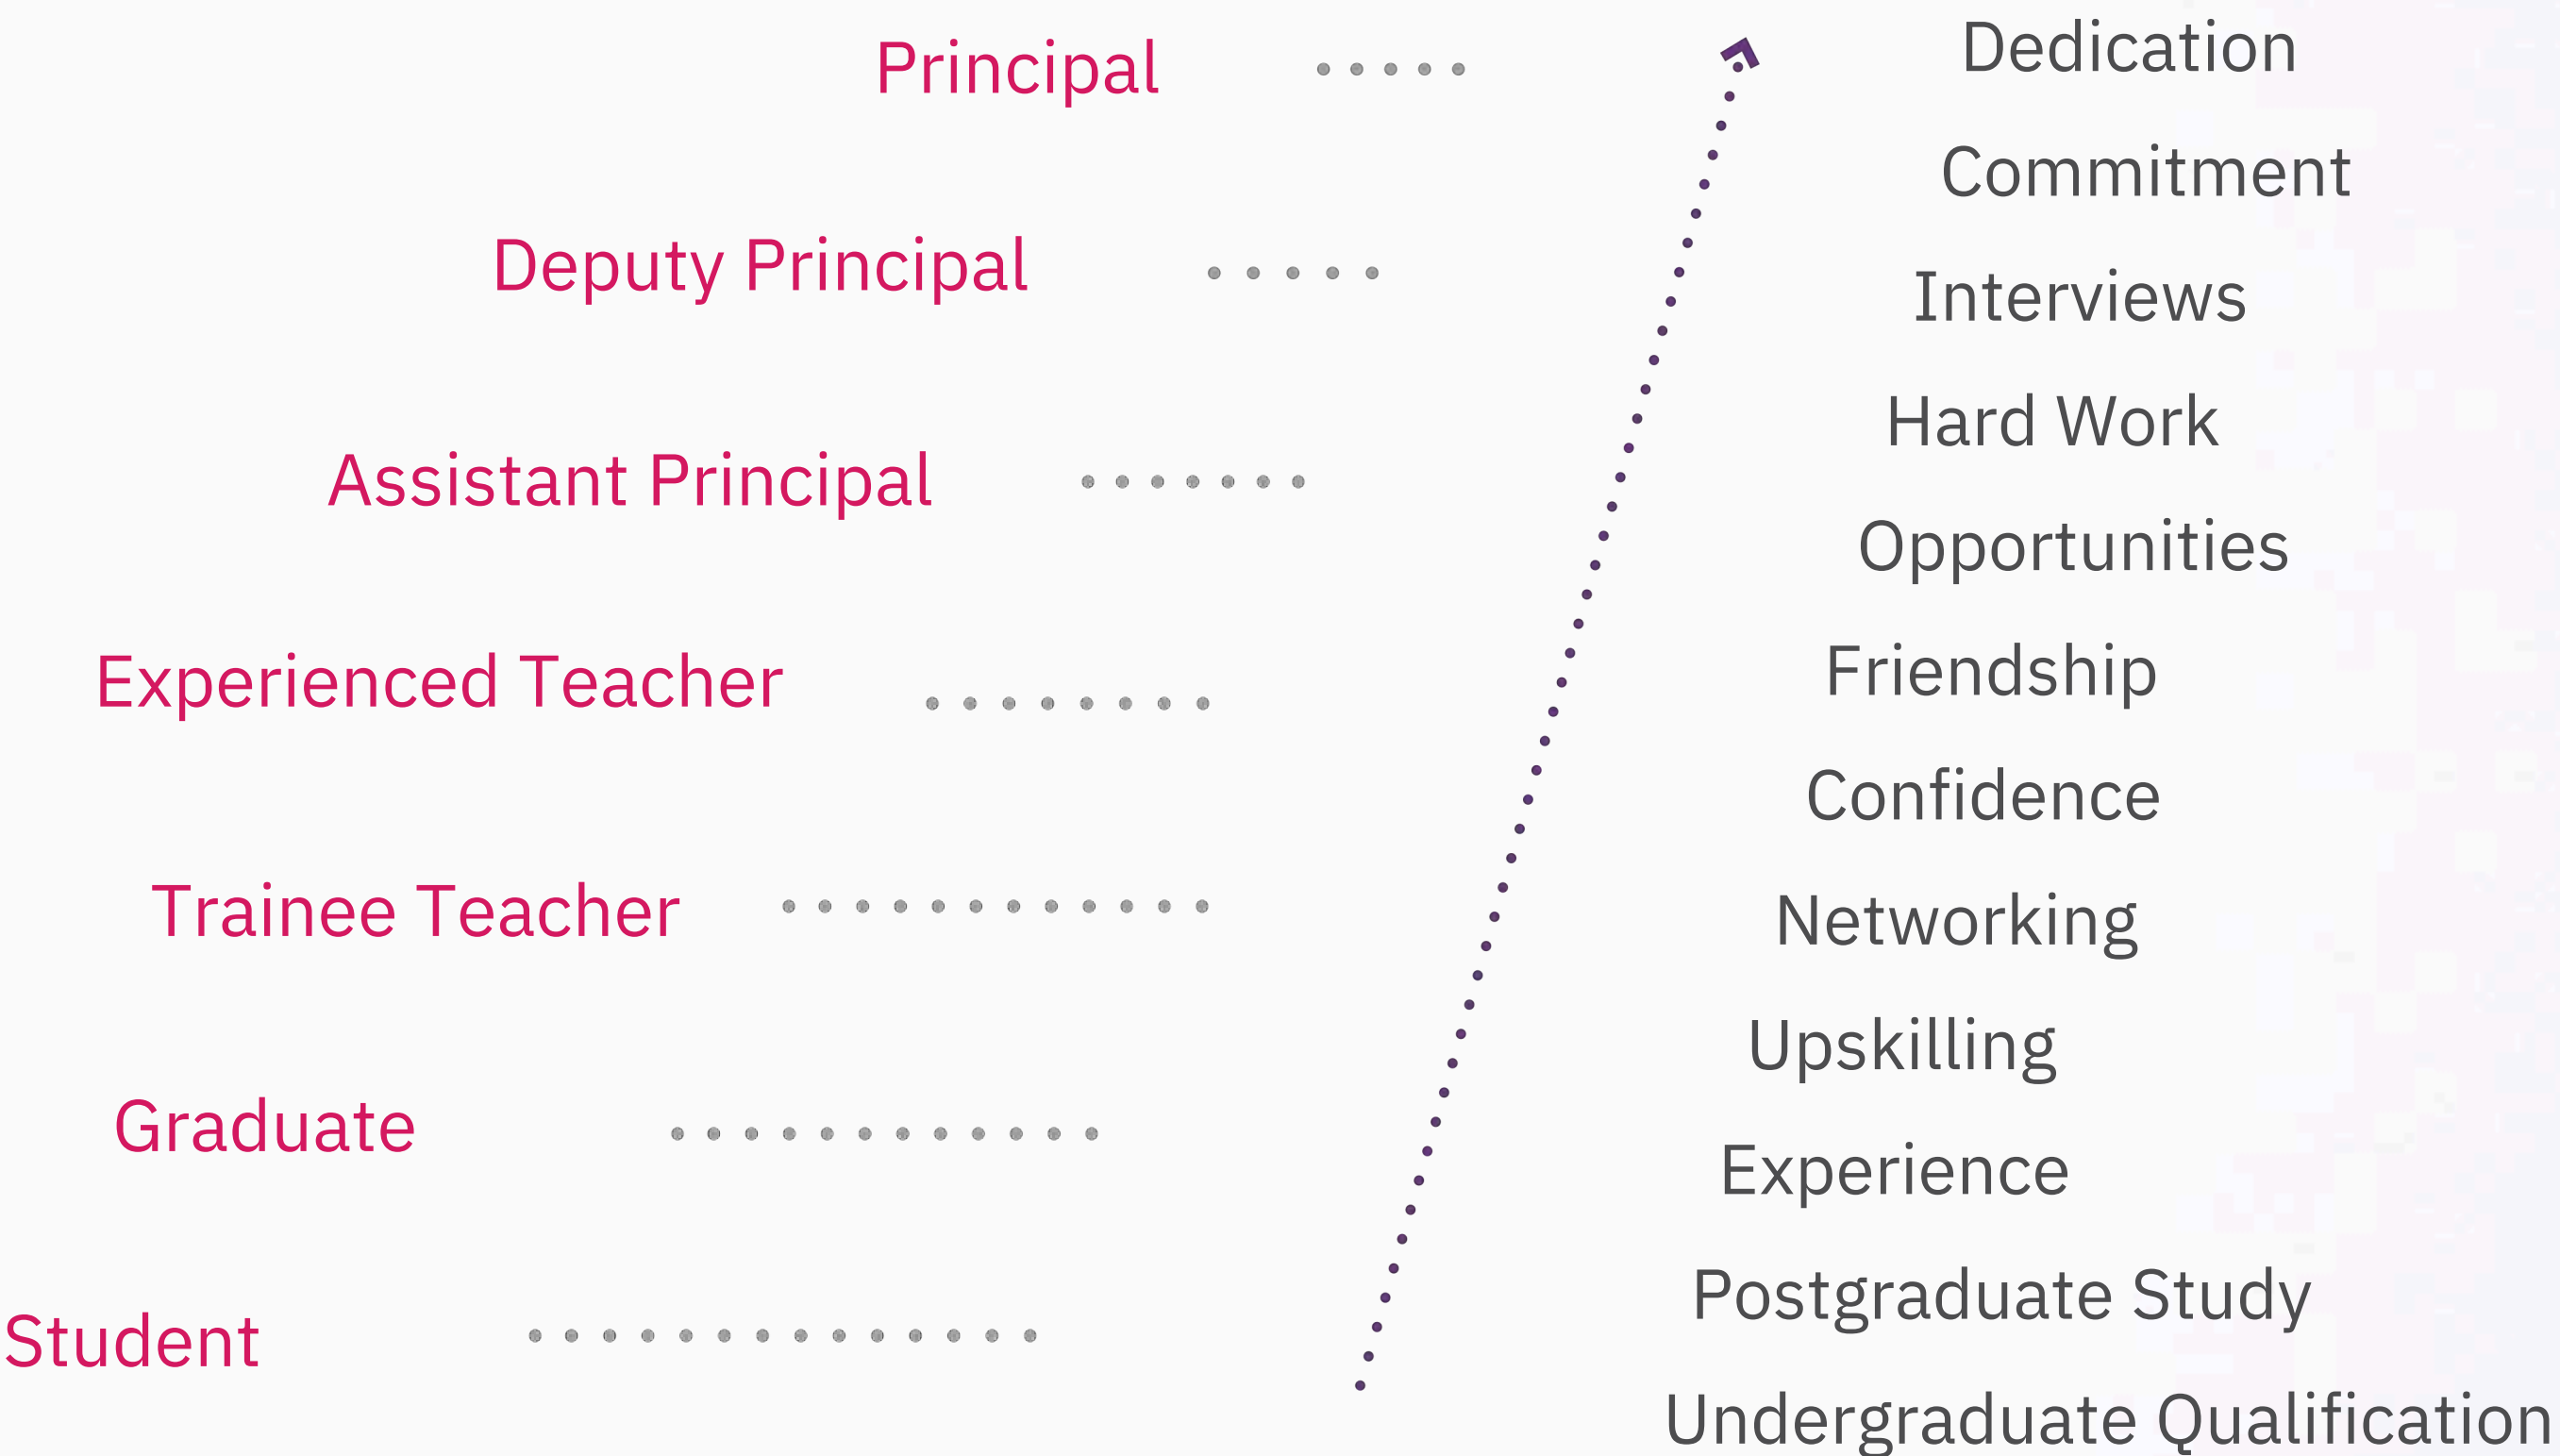 Principal
Deputy Principal
Assistant Principal
Experienced Teacher
Trainee Teacher
Graduate
Student
Dedication
Commitment
Interviews
Hard Work
Opportunities
Friendship
Confidence
Networking
Upskilling
Experience
Postgraduate Study
Undergraduate Qualification